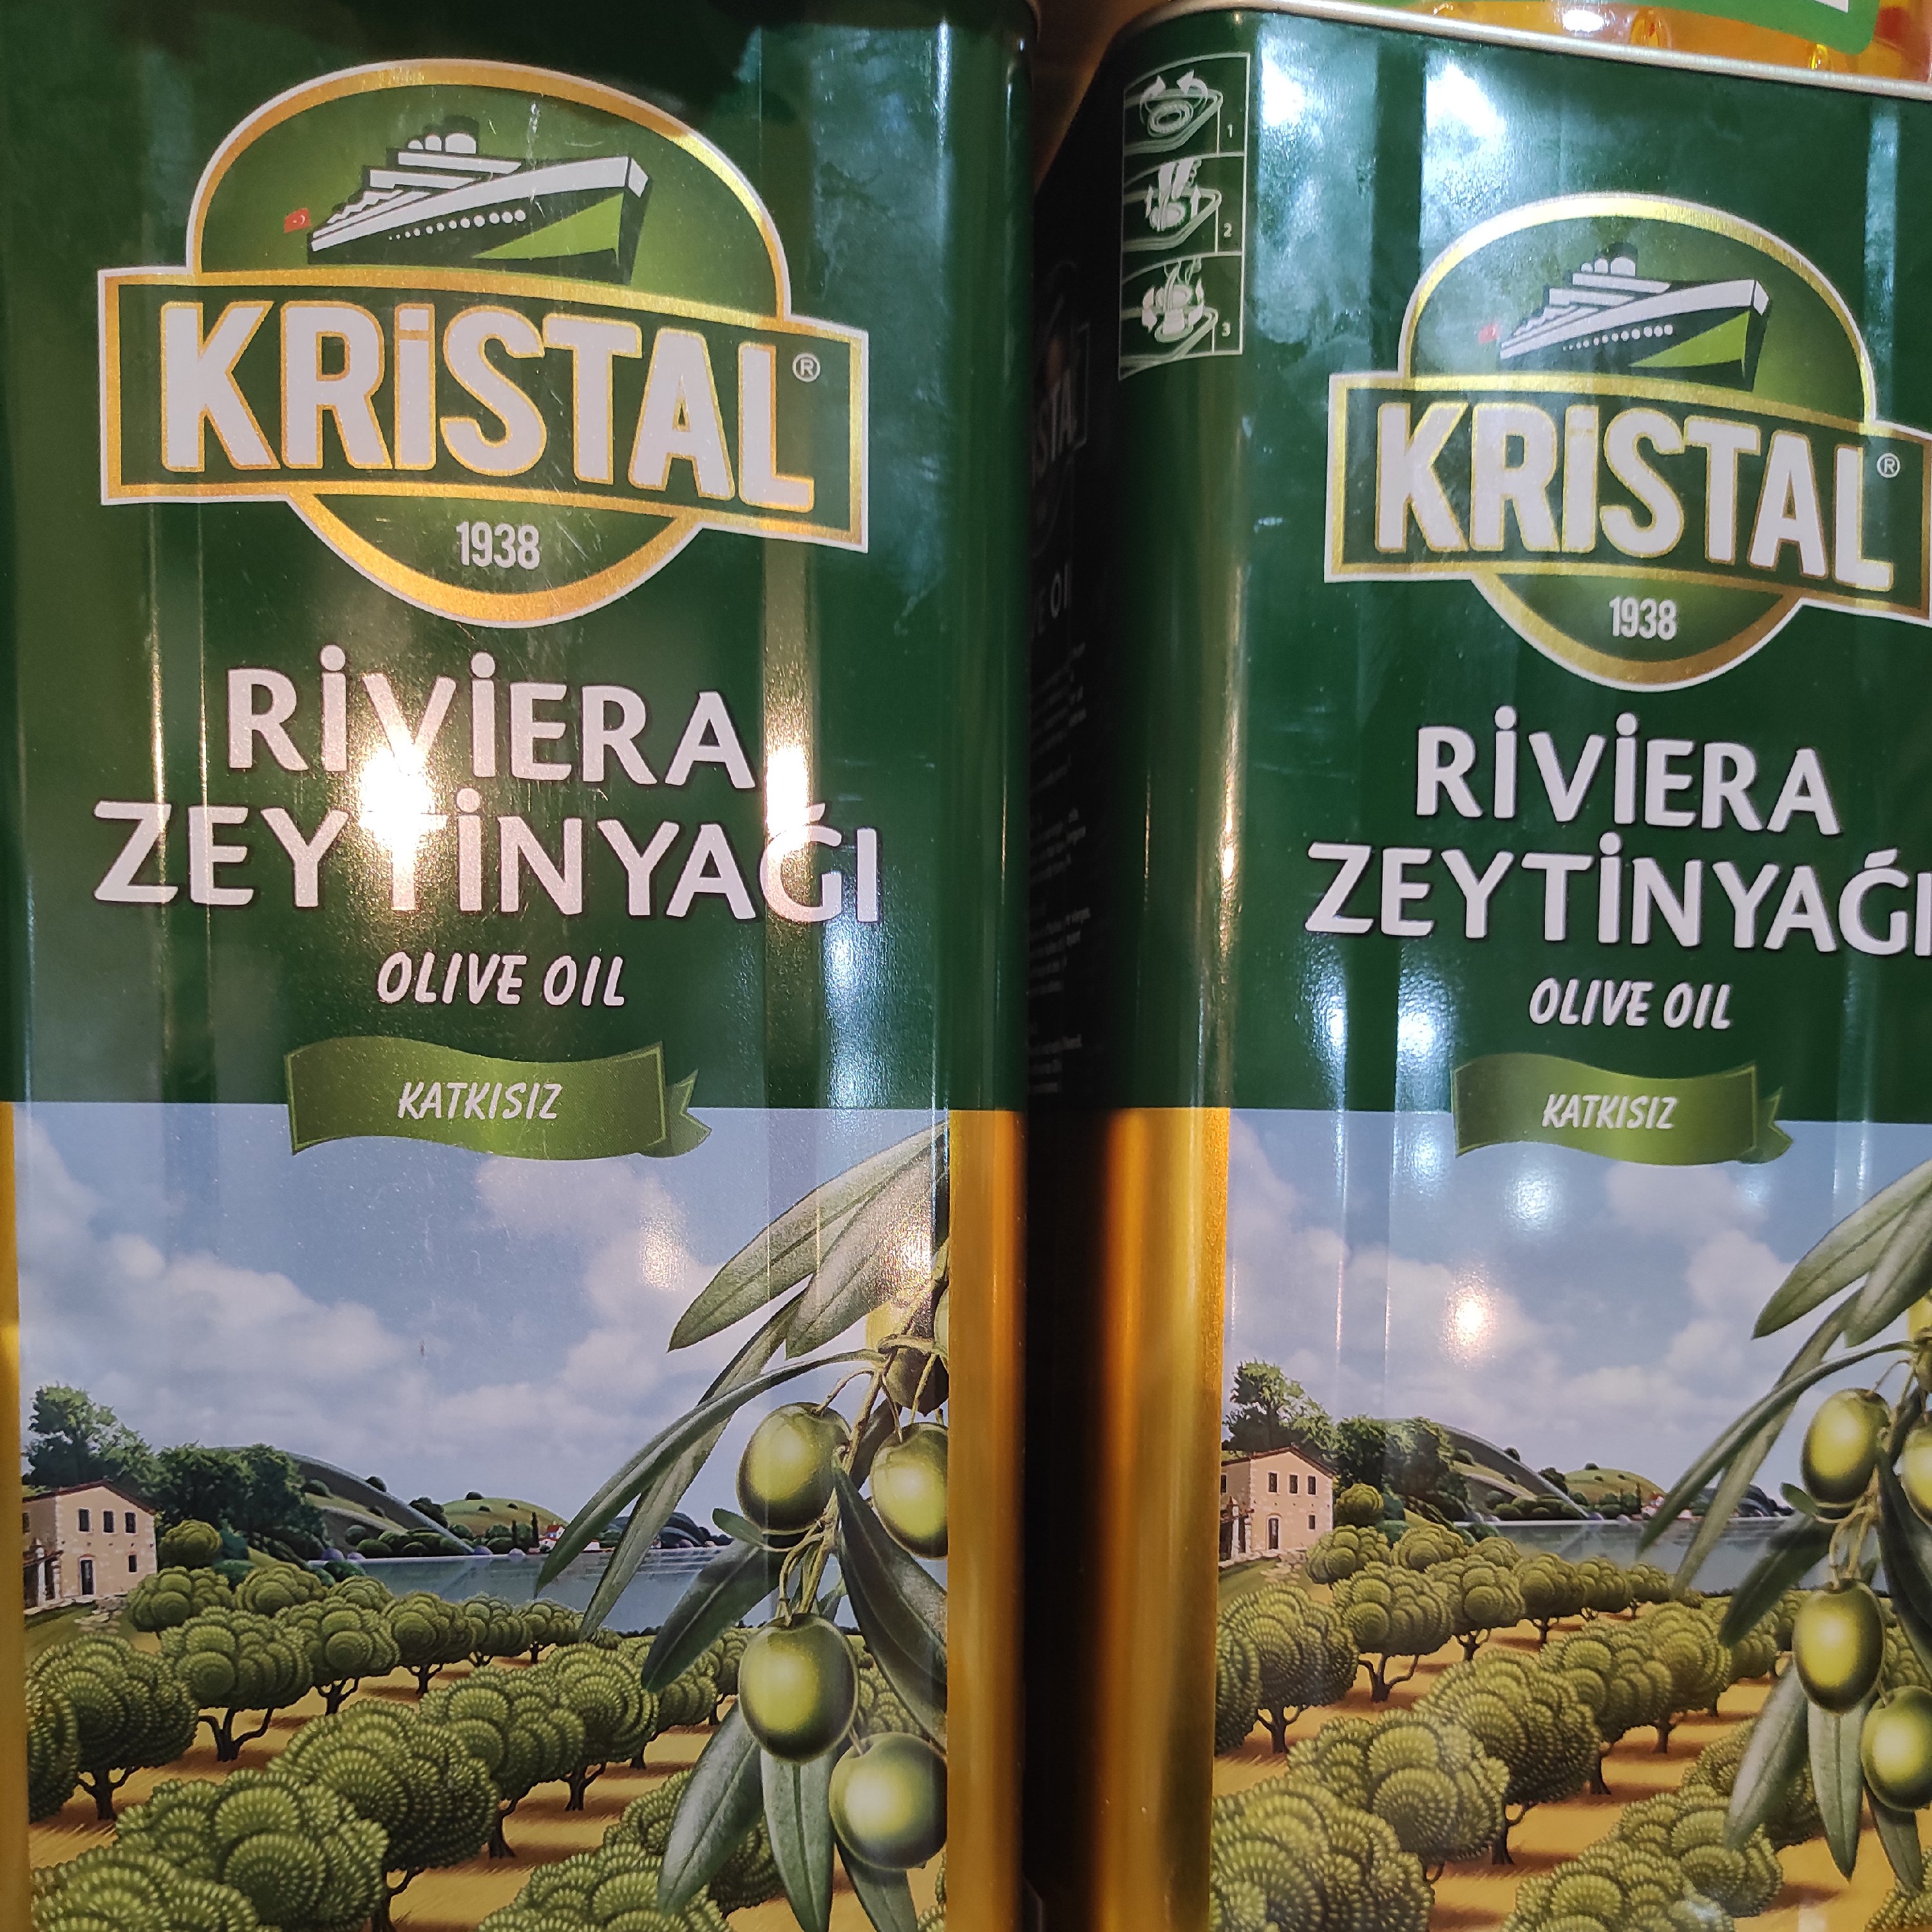 KRİSTAL®
1938
RİVİERA
ZEYTİNYAĞI
OLIVE OIL
KATKISIZ
1
2
3
KRİSTAL®
1938
RİVİERA
ZEYTİNYAĞI
OLIVE OIL
KATKISIZ